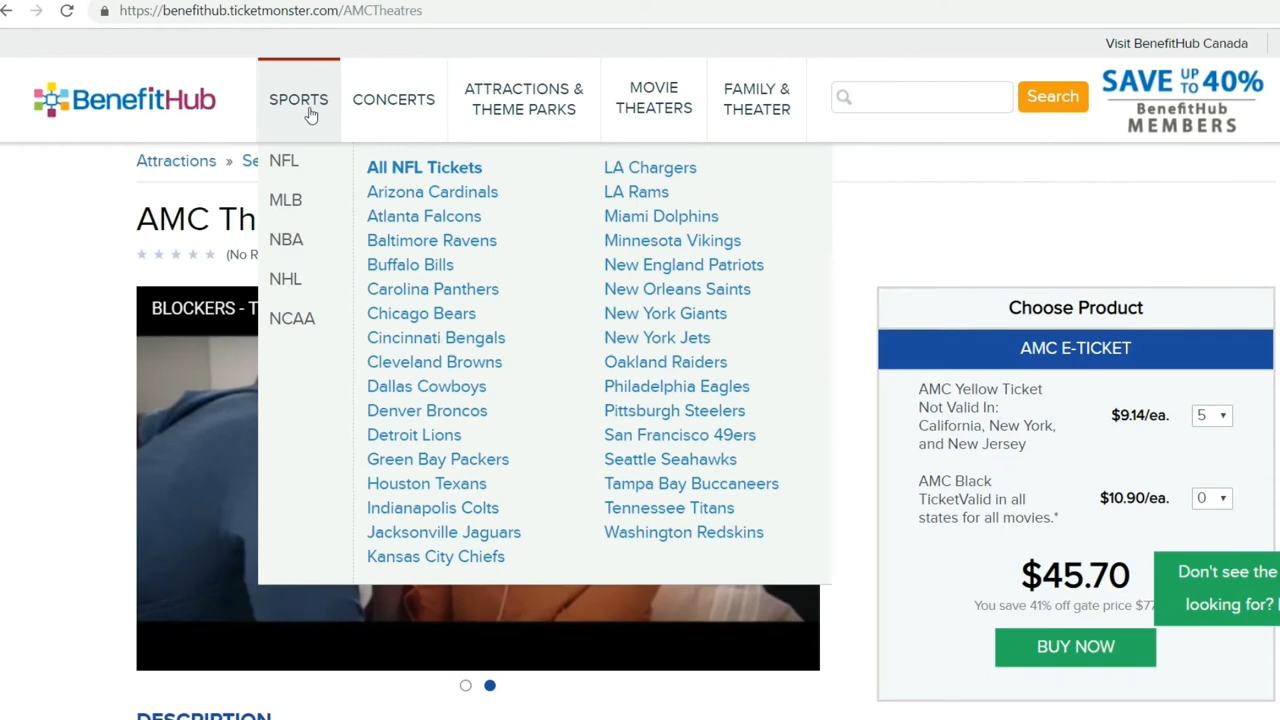 https://benefithub.ticketmonster.com/AMCTheatres
Visit BenefitHub Canada
BenefitHub
SPORTS
CONCERTS
ATTRACTIONS &
THEME PARKS
MOVIE
THEATERS
FAMILY &
THEATER
Search
SAVE UP TO 40%
BenefitHub
MEMBERS
Attractions » Se
NFL
MLB
NBA
NHL
NCAA
All NFL Tickets
Arizona Cardinals
Atlanta Falcons
Baltimore Ravens
Buffalo Bills
Carolina Panthers
Chicago Bears
Cincinnati Bengals
Cleveland Browns
Dallas Cowboys
Denver Broncos
Detroit Lions
Green Bay Packers
Houston Texans
Indianapolis Colts
Jacksonville Jaguars
Kansas City Chiefs
LA Chargers
LA Rams
Miami Dolphins
Minnesota Vikings
New England Patriots
New Orleans Saints
New York Giants
New York Jets
Oakland Raiders
Philadelphia Eagles
Pittsburgh Steelers
San Francisco 49ers
Seattle Seahawks
Tampa Bay Buccaneers
Tennessee Titans
Washington Redskins
AMC Th
(No R
BLOCKERS - T
Choose Product
AMC E-TICKET
AMC Yellow Ticket
Not Valid In:
California, New York,
and New Jersey
$9.14/ea.
5
AMC Black
TicketValid in all
states for all movies.*
$10.90/ea.
0
$45.70
You save 41% off gate price $77
BUY NOW
Don't see the
looking for?
DESCRIPTION